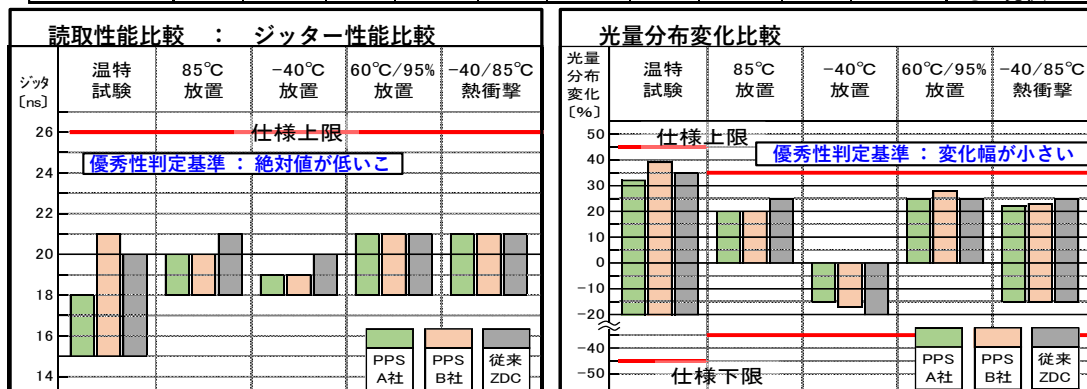 読取性能比較 ： ジッター性能比較
ジッタ
[ns]
温特
試験
85℃
放置
-40℃
放置
60℃/95%
放置
-40/85℃
熱衝撃
26
24
22
20
18
16
14
仕様上限
優秀性判定基準 ： 絶対値が低いこ
PPS
A社
PPS
B社
従来
ZDC
光量分布変化比較
光量
分布
変化
[%]
温特
試験
85℃
放置
-40℃
放置
60℃/95%
放置
-40/85℃
熱衝撃
50
40
30
20
10
0
-10
-20
-40
-50
仕様上限
優秀性判定基準 ： 変化幅が小さい
仕様下限
PPS
A社
PPS
B社
従来
ZDC